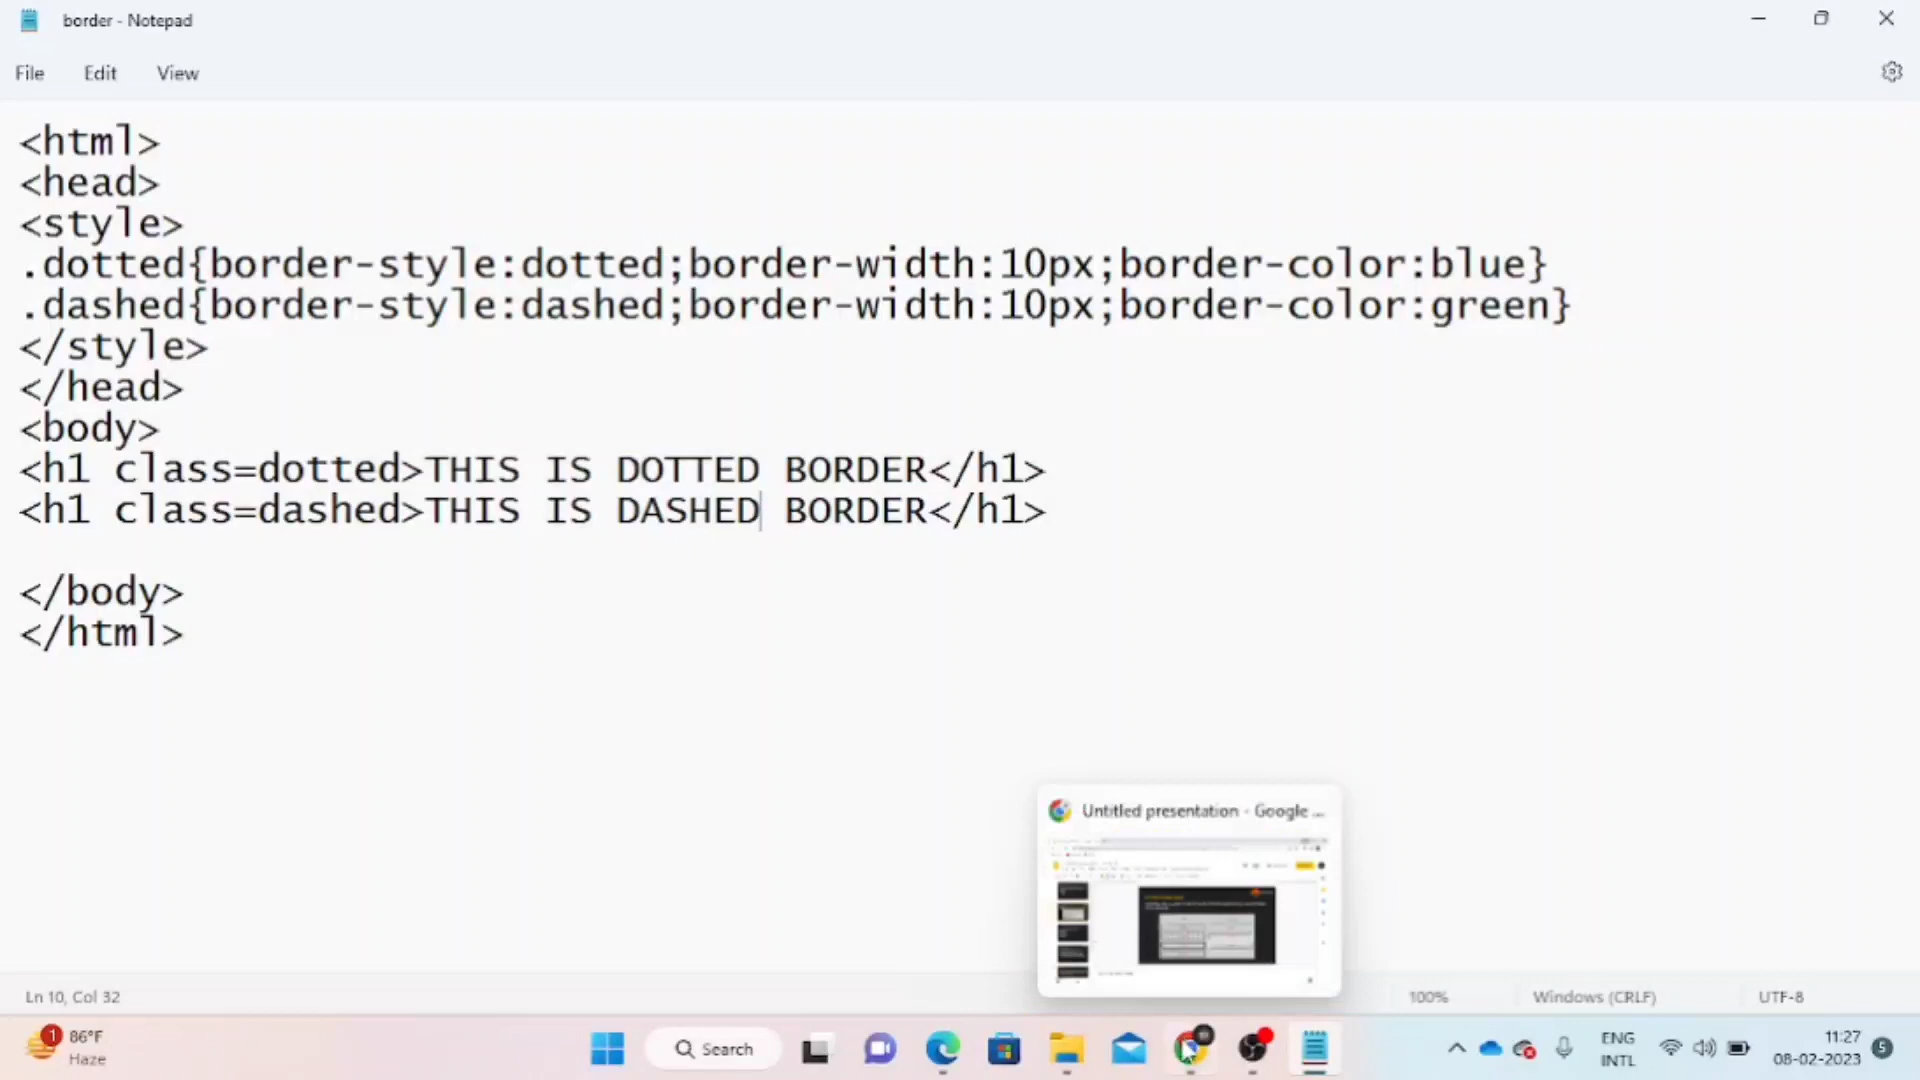 border - Notepad
File Edit View
<html>
<head>
<style>
.dotted{border-style:dotted;border-width:10px;border-color:blue}
.dashed{border-style:dashed;border-width:10px;border-color:green}
</style>
</head>
<body>
<h1 class=dotted>THIS IS DOTTED BORDER</h1>
<h1 class=dashed>THIS IS DASHED BORDER</h1>
</body>
</html>
Untitled presentation - Google ...
Ln 10, Col 32
100%
Windows (CRLF)
UTF-8
1
86°F
Haze
Search
ENG
INTL
11:27
08-02-2023
5